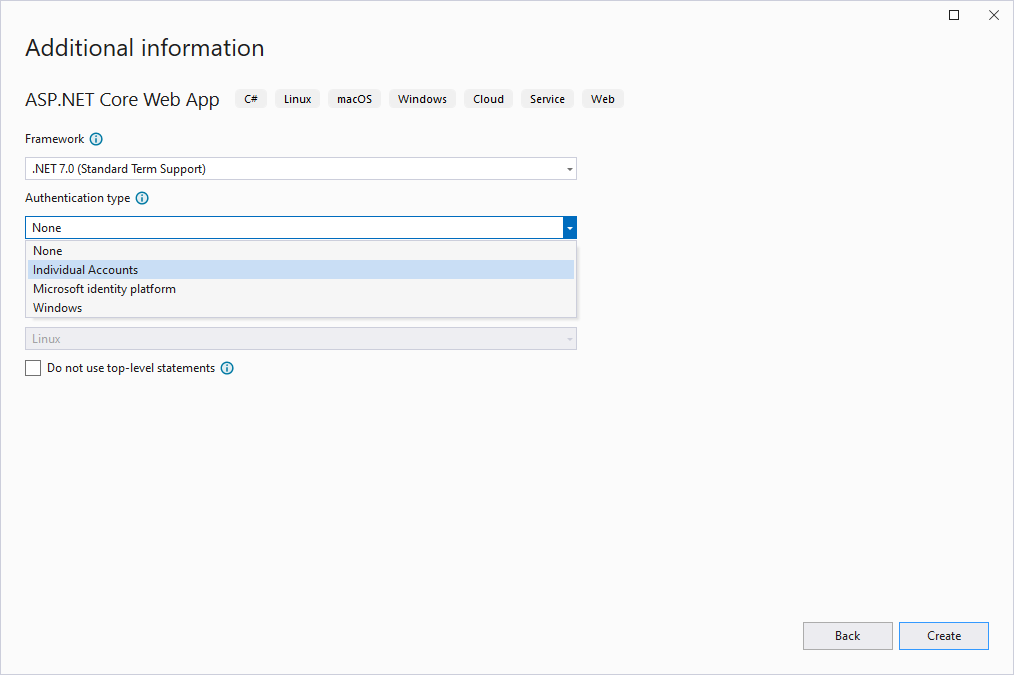 Additional information
ASP.NET Core Web App C# Linux macOS Windows Cloud Service Web
Framework
.NET 7.0 (Standard Term Support)
Authentication type
None
None
Individual Accounts
Microsoft identity platform
Windows
Linux
Do not use top-level statements
Back Create